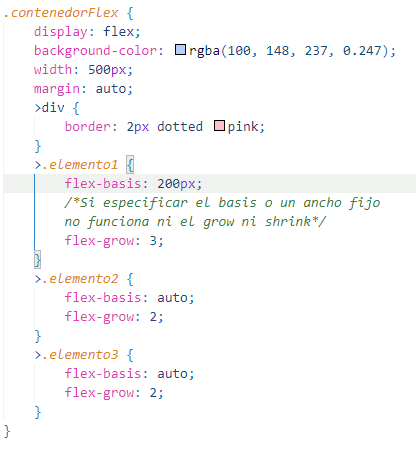 .contenedorFlex {
    display: flex;
    background-color: rgba(100, 148, 237, 0.247);
    width: 500px;
    margin: auto;
    >div {
        border: 2px dotted pink;
    }
    >.elemento1 {
        flex-basis: 200px;
        /*Si especificar el basis o un ancho fijo
        no funciona ni el grow ni shrink*/
        flex-grow: 3;
    }
    >.elemento2 {
        flex-basis: auto;
        flex-grow: 2;
    }
    >.elemento3 {
        flex-basis: auto;
        flex-grow: 2;
    }
}